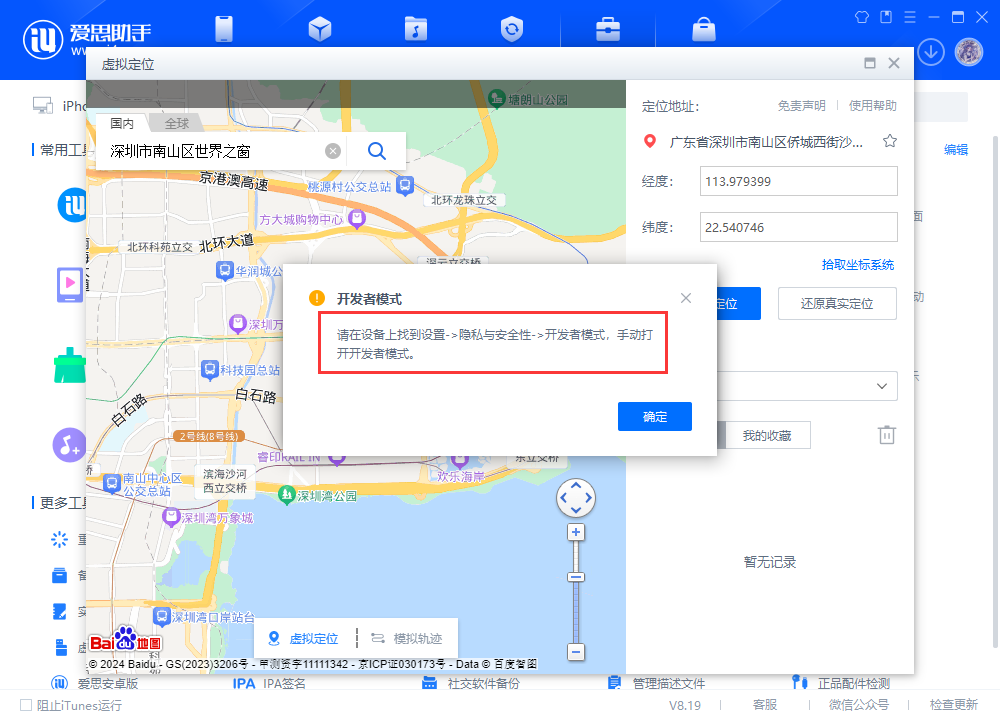 爱思助手
虚拟定位
iPho
常用工具
编辑
国内
全球
深圳市南山区世界之窗
塘朗山公园
京港澳高速
桃源村公交总站
北环龙珠立交
方大城购物中心
北环科苑立交
北环大道
华润城公
深圳万
科技园总站
白石路
白石路
2号线(8号线)
南山中心区
公交总站
滨海沙河
西立交桥
欢乐海岸
深圳湾公园
深圳湾万象城
深圳湾口岸站台
定位地址：
免责声明
使用帮助
广东省深圳市南山区侨城西街沙...
经度：
113.979399
纬度：
22.540746
拾取坐标系统
定位
还原真实定位
我的收藏
暂无记录
开发者模式
请在设备上找到设置->隐私与安全性->开发者模式，手动打
开开发者模式。
确定
虚拟定位
模拟轨迹
Bai du 地图
© 2024 Baidu - GS(2023)3206号 - 甲测资字11111342 - 京ICP证030173号 - Data © 百度智图
更多工具
爱思安卓版
IPA
IPA签名
社交软件备份
管理描述文件
正品配件检测
阻止iTunes运行
V8.19
客服
微信公众号
检查更新